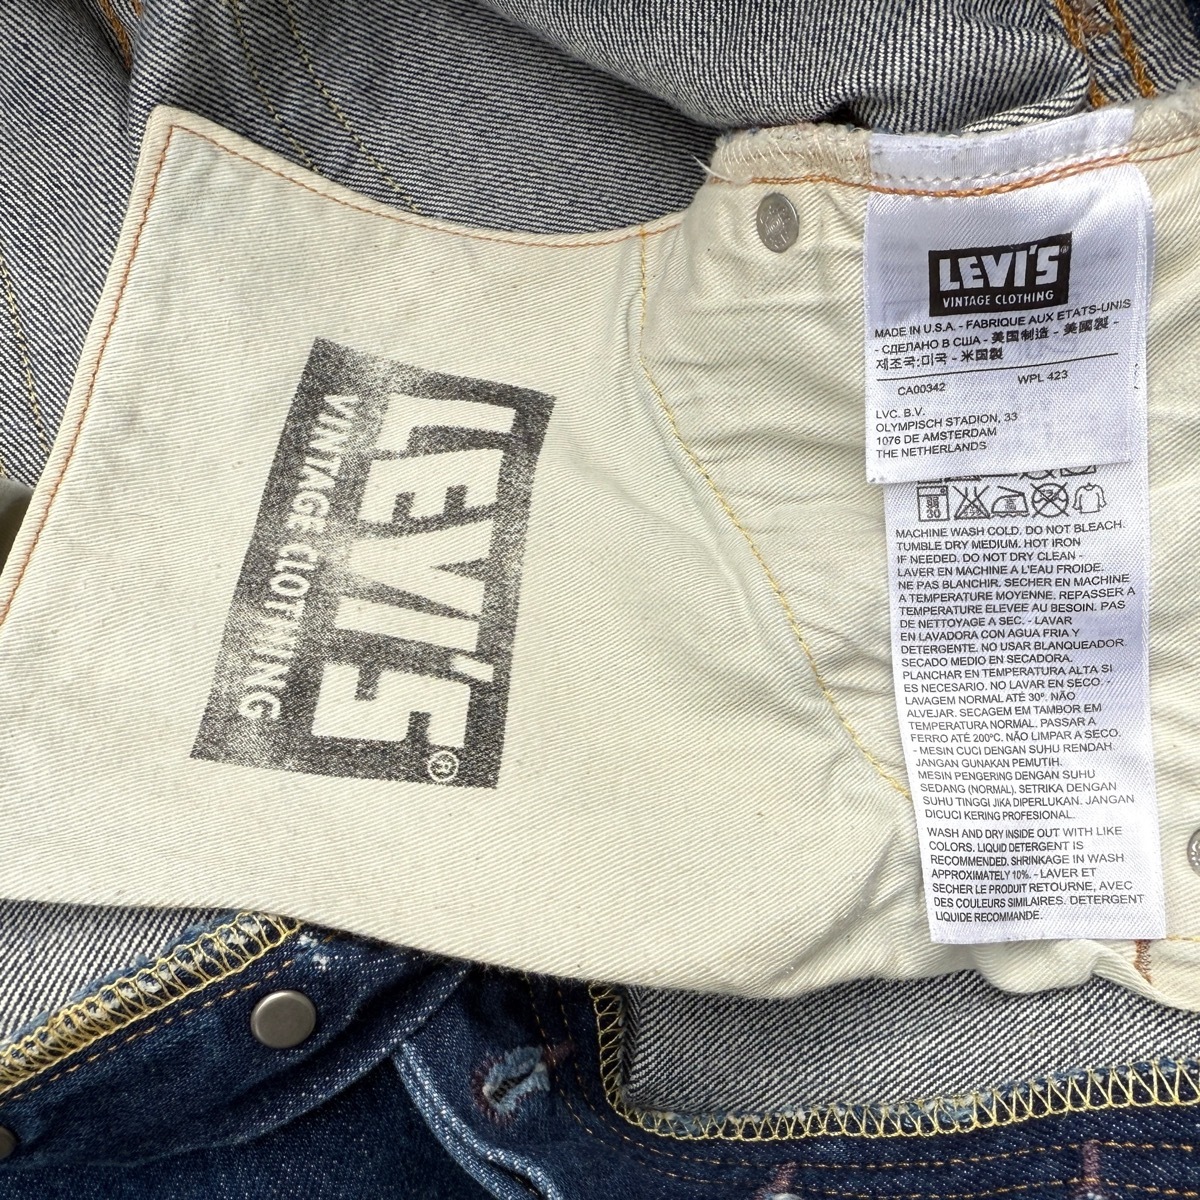 LEVI'S®
VINTAGE CLOTHING
LEVI'S®
VINTAGE CLOTHING
MADE IN U.S.A. - FABRIQUE AUX ETATS-UNIS
- СДЕЛАНО В США - 美国制造 - 美國製 -
제조국:미국 - 米国製
CA00342 WPL 423
LVC. B.V.
OLYMPISCH STADION, 33
1076 DE AMSTERDAM
THE NETHERLANDS
30
MACHINE WASH COLD. DO NOT BLEACH.
TUMBLE DRY MEDIUM. HOT IRON
IF NEEDED. DO NOT DRY CLEAN -
LAVER EN MACHINE A L'EAU FROIDE.
NE PAS BLANCHIR. SECHER EN MACHINE
A TEMPERATURE MOYENNE. REPASSER A
TEMPERATURE ELEVEE AU BESOIN. PAS
DE NETTOYAGE A SEC. - LAVAR
EN LAVADORA CON AGUA FRIA Y
DETERGENTE. NO USAR BLANQUEADOR.
SECADO MEDIO EN SECADORA.
PLANCHAR EN TEMPERATURA ALTA SI
ES NECESARIO. NO LAVAR EN SECO. -
LAVAGEM NORMAL ATÉ 30º. NÃO
ALVEJAR. SECAGEM EM TAMBOR EM
TEMPERATURA NORMAL. PASSAR A
FERRO ATÉ 200°C. NÃO LIMPAR A SECO.
- MESIN CUCI DENGAN SUHU RENDAH.
JANGAN GUNAKAN PEMUTIH.
MESIN PENGERING DENGAN SUHU
SEDANG (NORMAL). SETRIKA DENGAN
SUHU TINGGI JIKA DIPERLUKAN. JANGAN
DICUCI KERING PROFESIONAL.
WASH AND DRY INSIDE OUT WITH LIKE
COLORS. LIQUID DETERGENT IS
RECOMMENDED. SHRINKAGE IN WASH
APPROXIMATELY 10%. - LAVER ET
SECHER LE PRODUIT RETOURNE, AVEC
DES COULEURS SIMILAIRES. DETERGENT
LIQUIDE RECOMMANDE.